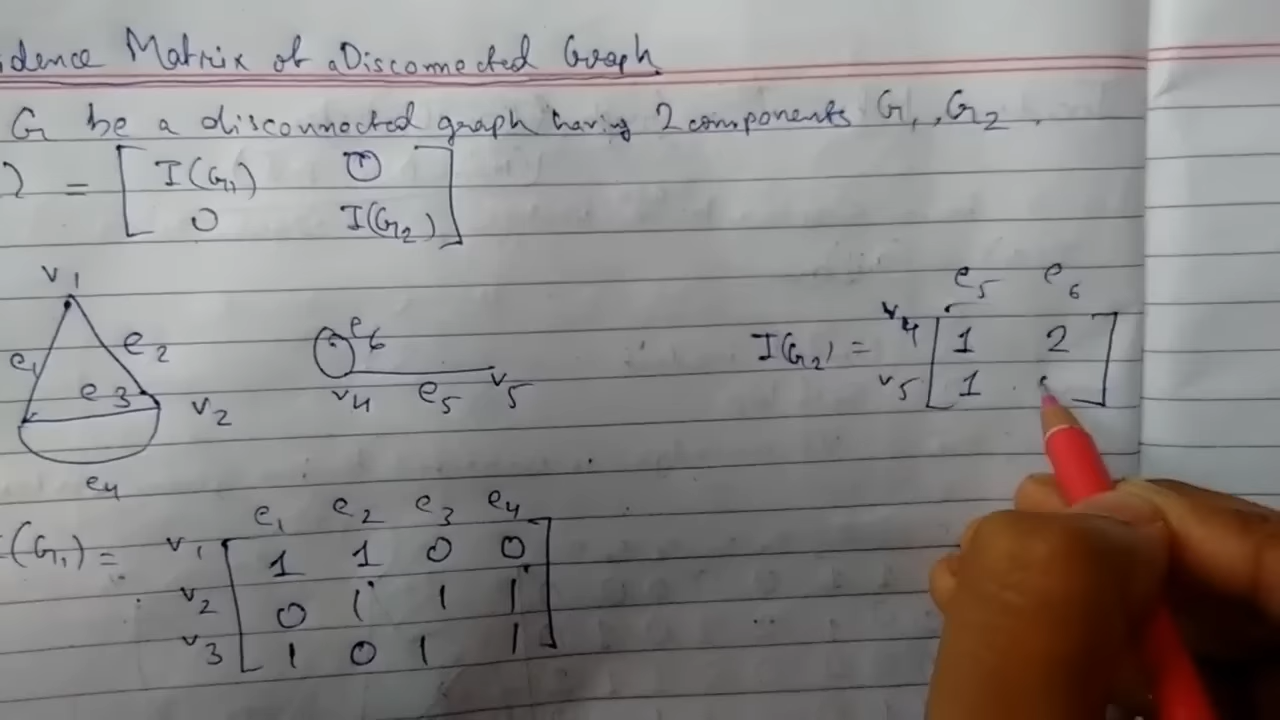 idence Matrix of a Disconnected Graph
G be a disconnected graph having 2 components G1, G2.
) = [ I(G1) 0
0 I(G2) ]
v1
e1 e2
e3 v2
e4
e6
v4 e5 v5
e5 e6
I(G2) = v4 [ 1 2
v5 1 ]
e1 e2 e3 e4
I(G1) = v1 [ 1 1 0 0
v2 0 1 1 1
v3 1 0 1 1 ]